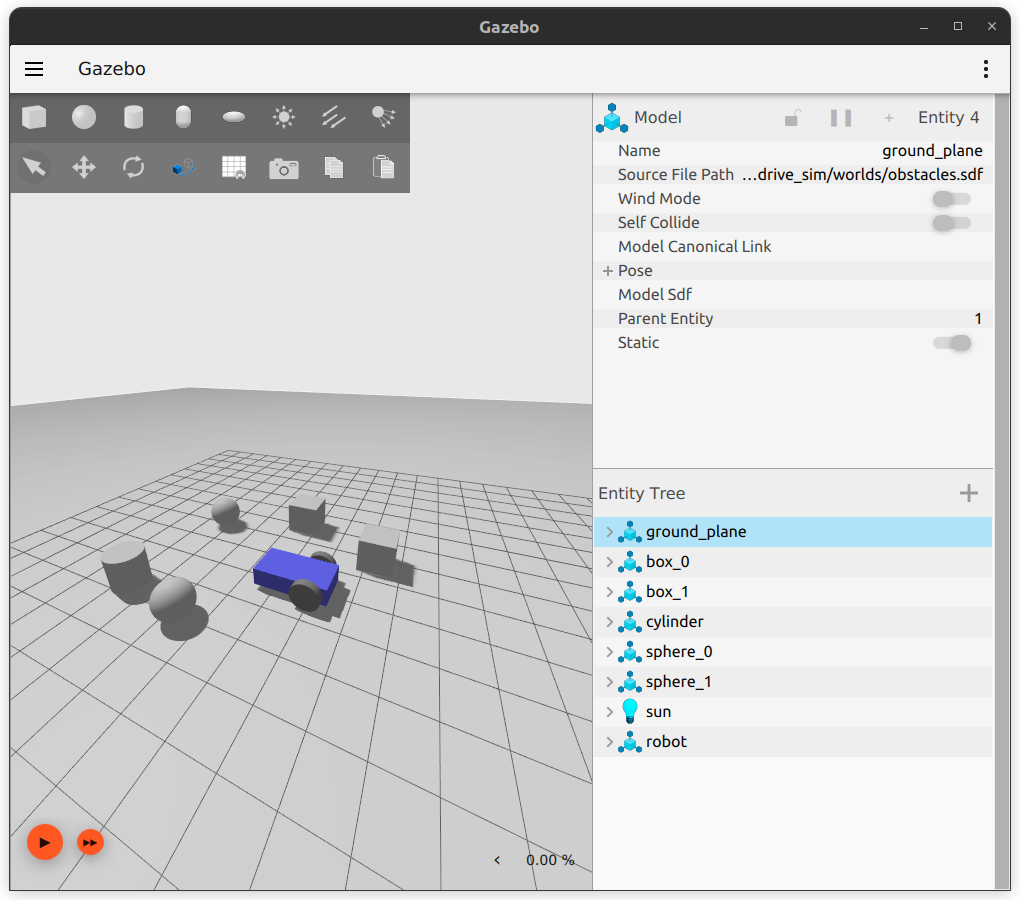 Gazebo
Gazebo
Model Entity 4
Name ground_plane
Source File Path ...drive_sim/worlds/obstacles.sdf
Wind Mode
Self Collide
Model Canonical Link
+ Pose
Model Sdf
Parent Entity 1
Static
Entity Tree
ground_plane
box_0
box_1
cylinder
sphere_0
sphere_1
sun
robot
0.00 %